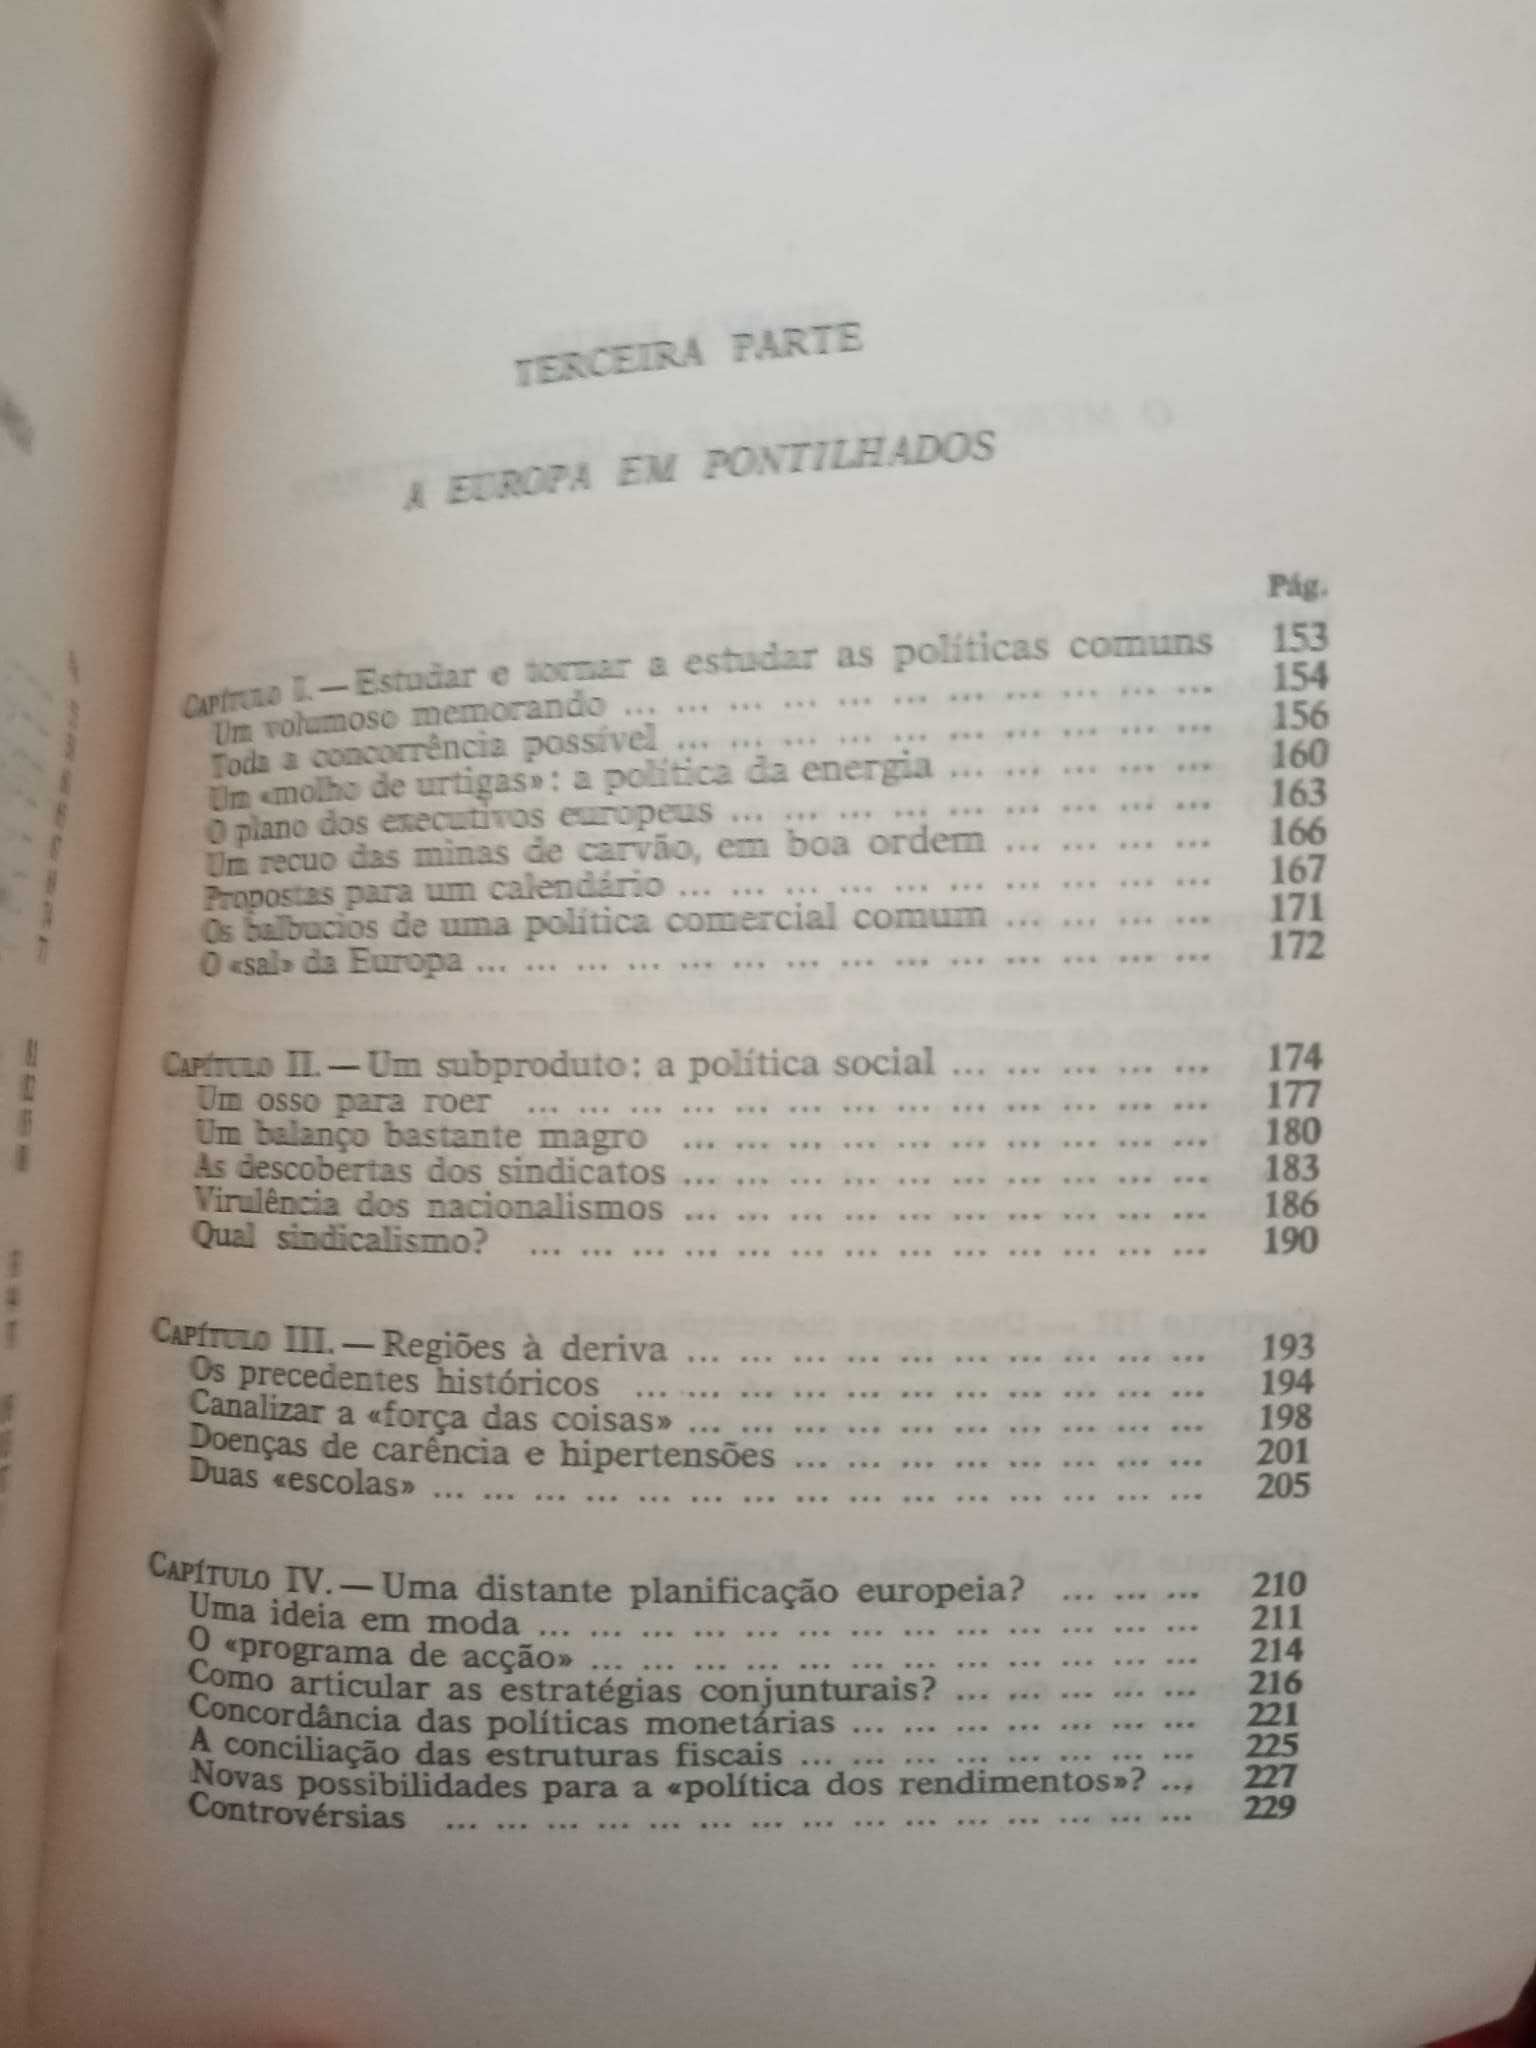 TERCEIRA PARTE
A EUROPA EM PONTILHADOS
Pág.
CAPÍTULO I. — Estudar e tornar a estudar as políticas comuns 153
Um volumoso memorando ... ... ... ... ... ... ... ... ... ... ... 154
Toda a concorrência possível ... ... ... ... ... ... ... ... ... ... 156
Um «molho de urtigas»: a política da energia ... ... ... ... ... 160
O plano dos executivos europeus ... ... ... ... ... ... ... ... ... 163
Um recuo das minas de carvão, em boa ordem ... ... ... ... 166
Propostas para um calendário ... ... ... ... ... ... ... ... ... ... 167
Os balbucios de uma política comercial comum ... ... ... ... 171
O «sal» da Europa ... ... ... ... ... ... ... ... ... ... ... ... ... ... 172
CAPÍTULO II. — Um subproduto: a política social ... ... ... ... ... 174
Um osso para roer ... ... ... ... ... ... ... ... ... ... ... ... ... 177
Um balanço bastante magro ... ... ... ... ... ... ... ... ... ... 180
As descobertas dos sindicatos ... ... ... ... ... ... ... ... ... ... 183
Virulência dos nacionalismos ... ... ... ... ... ... ... ... ... ... 186
Qual sindicalismo? ... ... ... ... ... ... ... ... ... ... ... ... ... 190
CAPÍTULO III. — Regiões à deriva ... ... ... ... ... ... ... ... ... ... 193
Os precedentes históricos ... ... ... ... ... ... ... ... ... ... ... 194
Canalizar a «força das coisas» ... ... ... ... ... ... ... ... ... ... 198
Doenças de carência e hipertensões ... ... ... ... ... ... ... ... 201
Duas «escolas» ... ... ... ... ... ... ... ... ... ... ... ... ... ... ... 205
CAPÍTULO IV. — Uma distante planificação europeia? ... ... ... 210
Uma ideia em moda ... ... ... ... ... ... ... ... ... ... ... ... ... 211
O «programa de acção» ... ... ... ... ... ... ... ... ... ... ... ... 214
Como articular as estratégias conjunturais? ... ... ... ... ... 216
Concordância das políticas monetárias ... ... ... ... ... ... ... 221
A conciliação das estruturas fiscais ... ... ... ... ... ... ... ... 225
Novas possibilidades para a «política dos rendimentos»? ... 227
Controvérsias ... ... ... ... ... ... ... ... ... ... ... ... ... ... ... 229